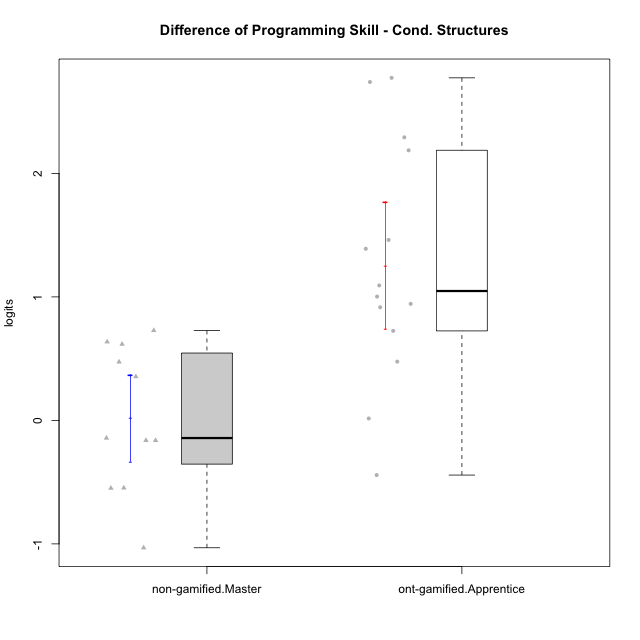 Difference of Programming Skill - Cond. Structures
logits
2
1
0
-1
non-gamified.Master
ont-gamified.Apprentice